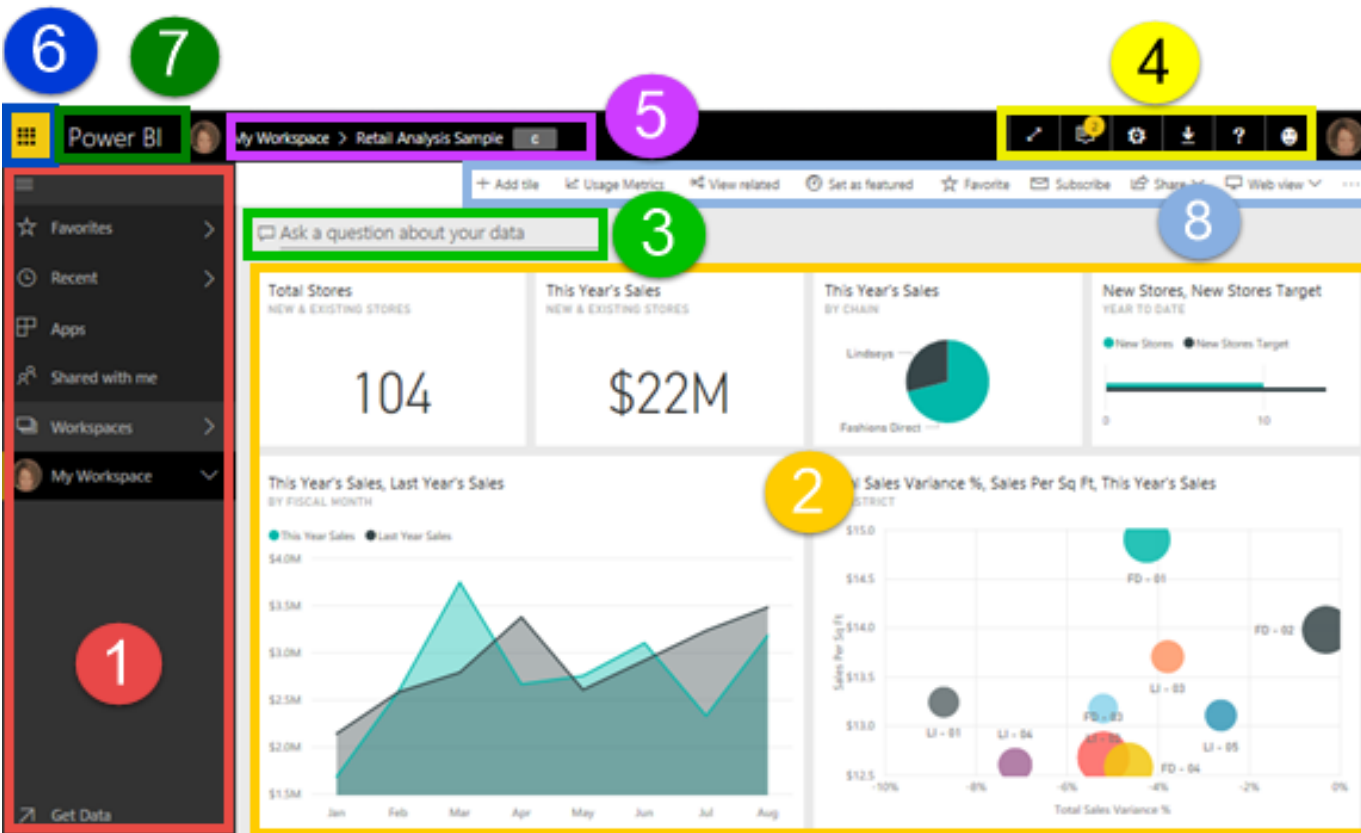 6
7
4
5
Power BI
My Workspace > Retail Analysis Sample
c
2
?
+ Add tile
Usage Metrics
View related
Set as featured
Favorite
Subscribe
Share
Web view
...
8
Favorites
Recent
Apps
Shared with me
Workspaces
My Workspace
1
Get Data
Ask a question about your data
3
Total Stores
NEW & EXISTING STORES
104
This Year's Sales
NEW & EXISTING STORES
$22M
This Year's Sales
BY CHAIN
Lindseys
Fashions Direct
New Stores, New Stores Target
YEAR TO DATE
New Stores
New Stores Target
0
10
2
This Year's Sales, Last Year's Sales
BY FISCAL MONTH
This Year Sales
Last Year Sales
$4.0M
$3.5M
$3.0M
$2.5M
$2.0M
$1.5M
Jan Feb Mar Apr May Jun Jul Aug
Sales Variance %, Sales Per Sq Ft, This Year's Sales
$15.0
$14.5
$14.0
$13.5
$13.0
$12.5
Sales Per Sq Ft
FD - 01
FD - 02
LI - 03
FD - 03
LI - 01
LI - 04
LI - 05
FD - 04
-10% -8% -6% -4% -2% 0%
Total Sales Variance %